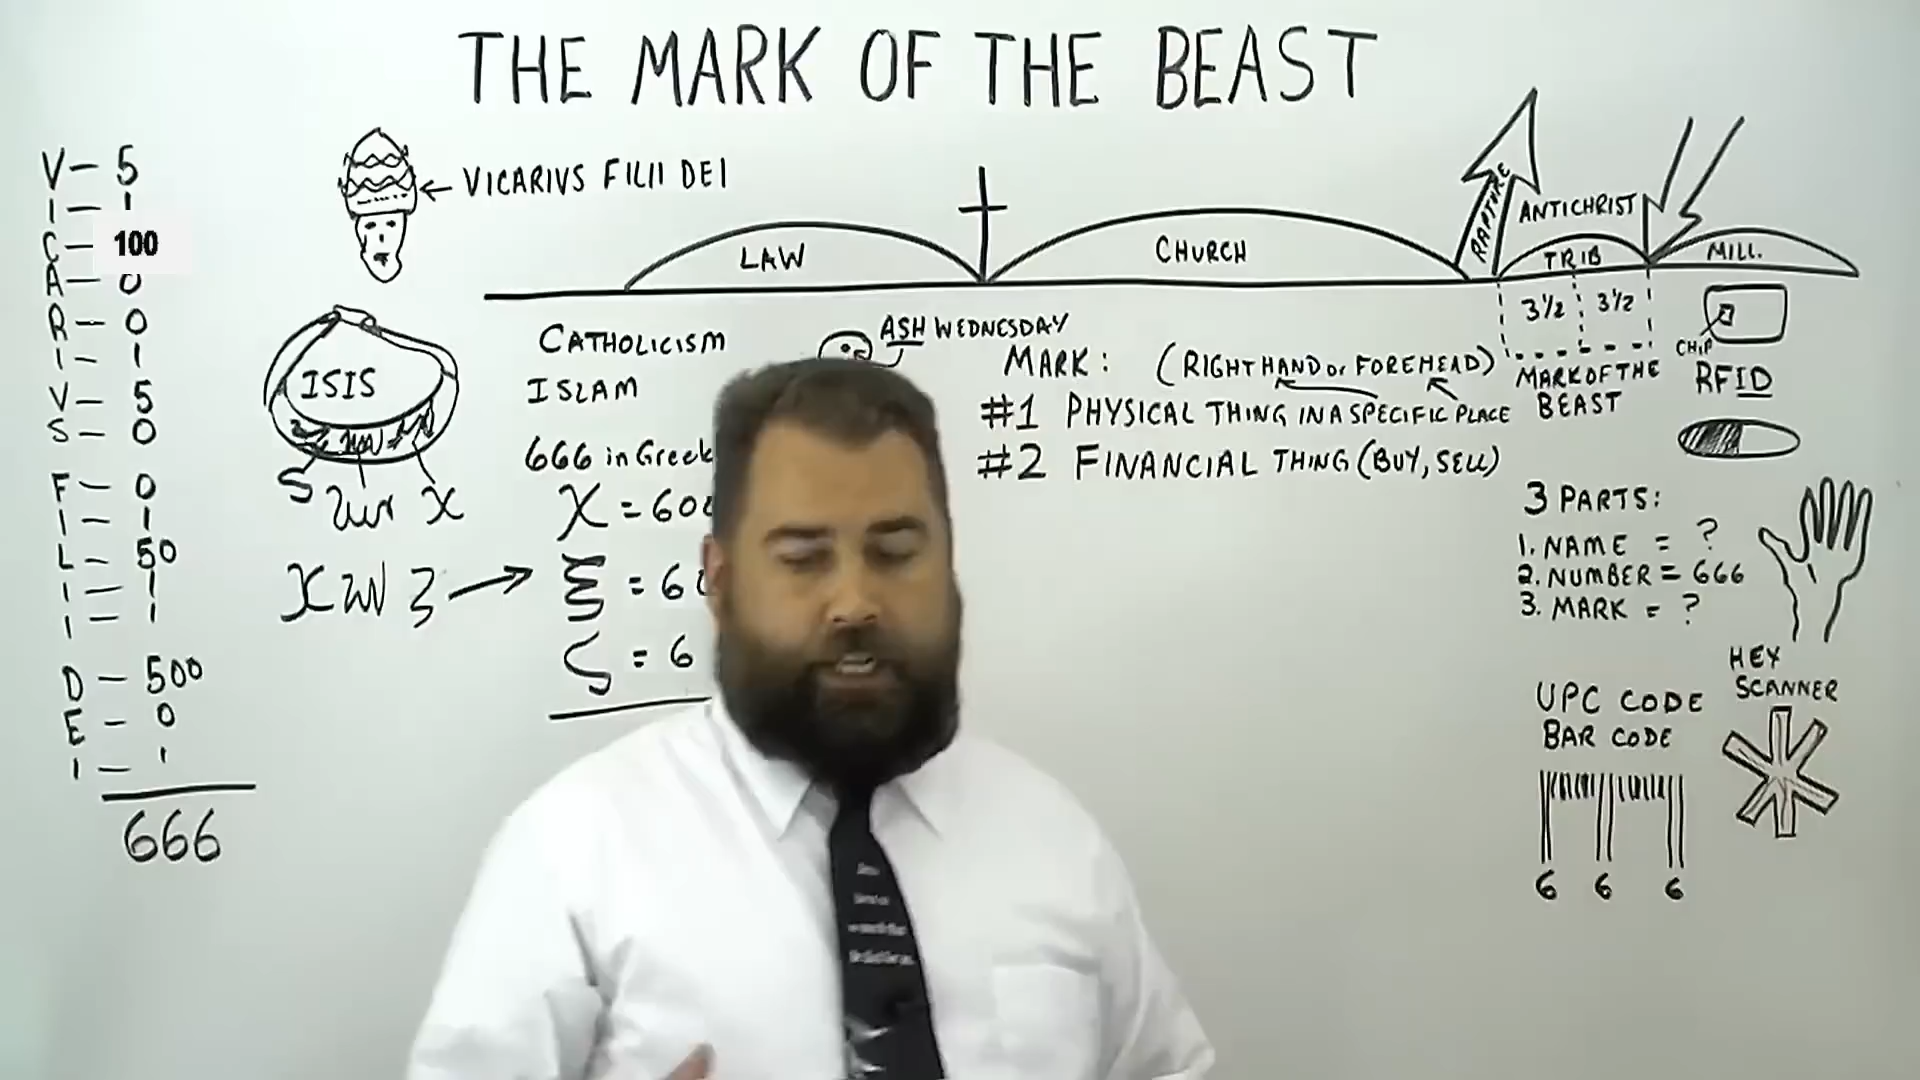 THE MARK OF THE BEAST
V - 5
I - 1
C - 100
A - 0
R - 0
I - 1
V - 5
S - 0
F - 0
I - 1
L - 50
I - 1
I - 1
D - 500
E - 0
I - 1
666
VICARIVS FILII DEI
ISIS
CATHOLICISM
ISLAM
666 in Greek
χ = 60
ξ = 6
ς = 6
ASH WEDNESDAY
LAW
CHURCH
RAPTURE
ANTICHRIST
TRIB
MILL.
3½ 3½
MARK OF THE
BEAST
MARK: (RIGHT HAND or FOREHEAD)
#1 PHYSICAL THING IN A SPECIFIC PLACE
#2 FINANCIAL THING (BUY, SELL)
CHIP
RFID
3 PARTS:
1. NAME = ?
2. NUMBER = 666
3. MARK = ?
HEX
SCANNER
UPC CODE
BAR CODE
6 6 6